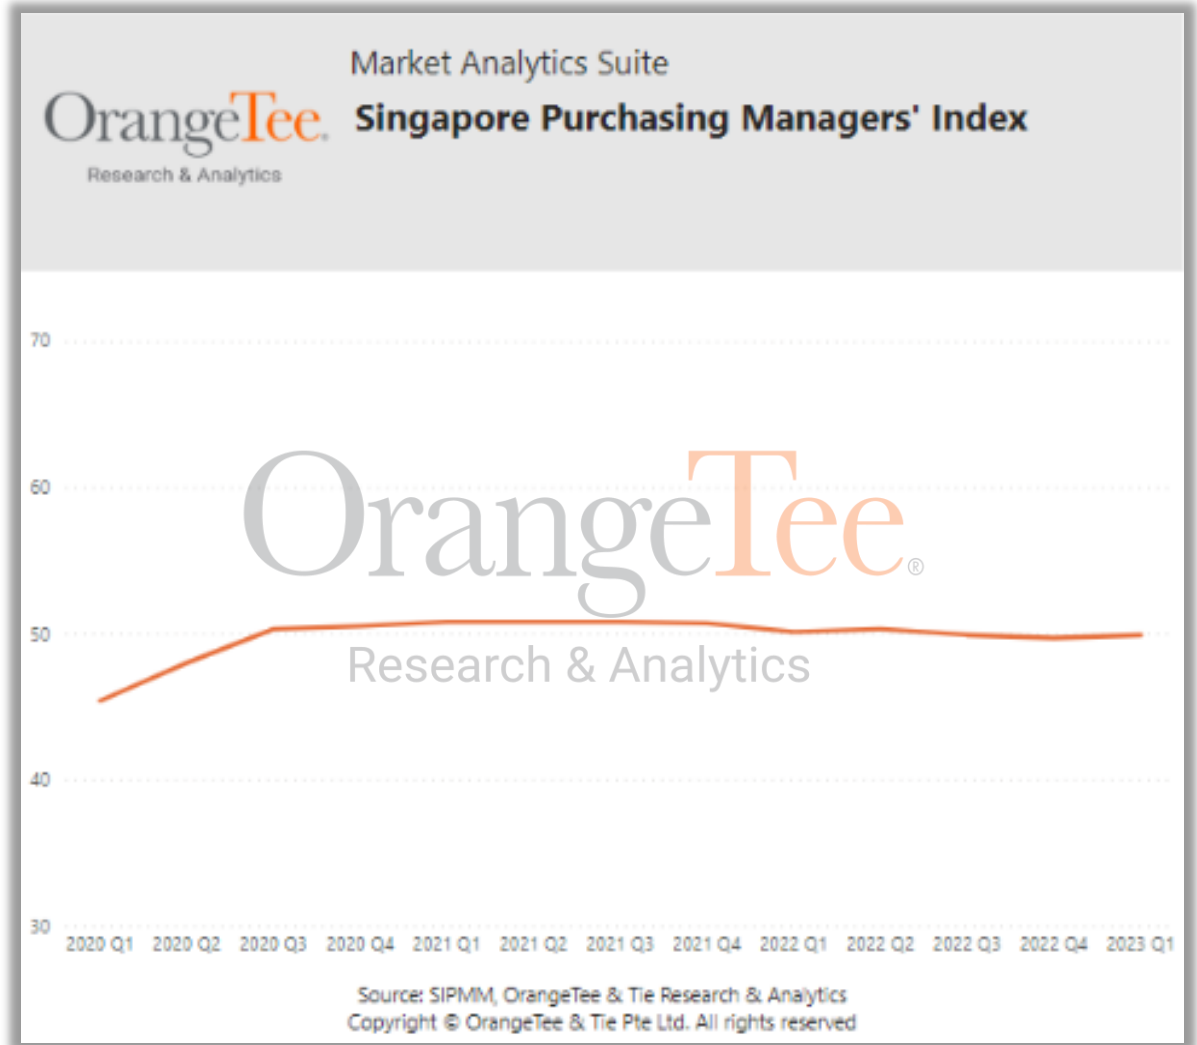 Market Analytics Suite
OrangeTee®
Singapore Purchasing Managers' Index
Research & Analytics
70
60
OrangeTee®
50
Research & Analytics
40
30
2020 Q1 2020 Q2 2020 Q3 2020 Q4 2021 Q1 2021 Q2 2021 Q3 2021 Q4 2022 Q1 2022 Q2 2022 Q3 2022 Q4 2023 Q1
Source: SIPMM, OrangeTee & Tie Research & Analytics
Copyright © OrangeTee & Tie Pte Ltd. All rights reserved